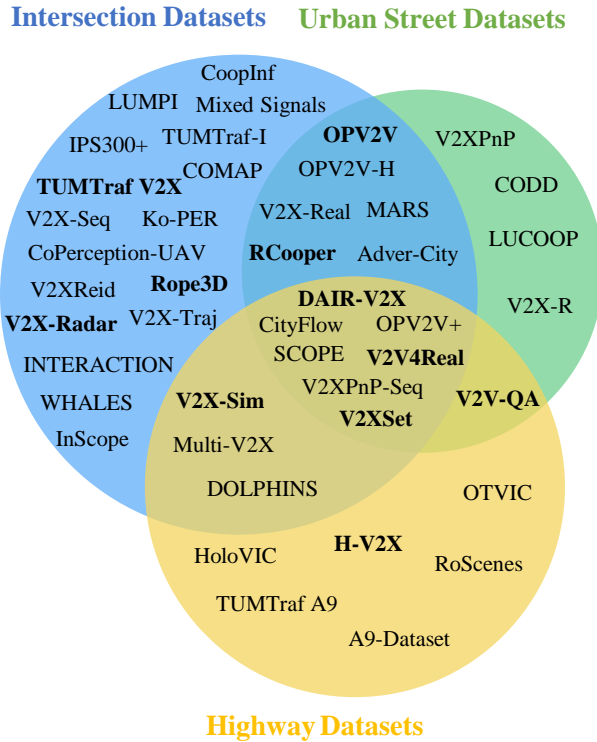 Intersection Datasets
Urban Street Datasets
CoopInf
LUMPI
Mixed Signals
IPS300+
TUMTraf-I
COMAP
TUMTraf V2X
V2X-Seq
Ko-PER
CoPerception-UAV
V2XReid
Rope3D
V2X-Radar
V2X-Traj
INTERACTION
WHALES
InScope
OPV2V
OPV2V-H
V2X-Real
MARS
RCooper
Adver-City
V2XPnP
CODD
LUCOOP
V2X-R
DAIR-V2X
CityFlow
OPV2V+
SCOPE
V2V4Real
V2XPnP-Seq
V2XSet
V2V-QA
V2X-Sim
Multi-V2X
DOLPHINS
OTVIC
H-V2X
HoloVIC
RoScenes
TUMTraf A9
A9-Dataset
Highway Datasets